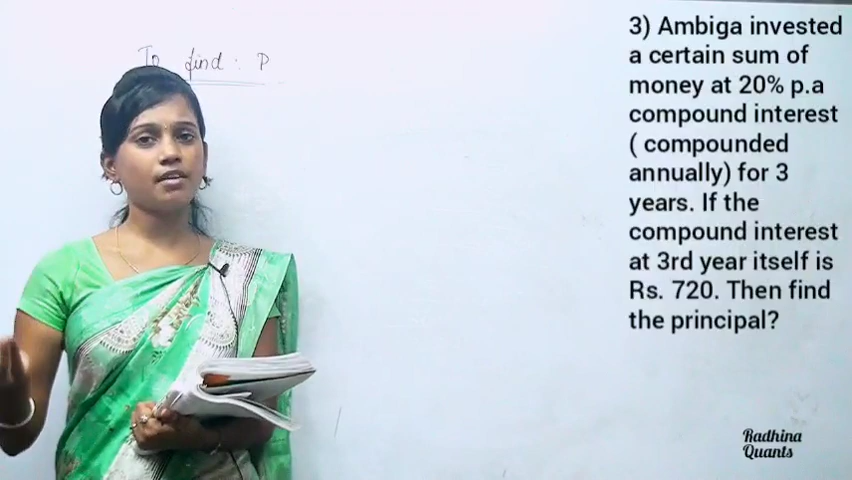 To find : P
3) Ambiga invested
a certain sum of
money at 20% p.a
compound interest
( compounded
annually) for 3
years. If the
compound interest
at 3rd year itself is
Rs. 720. Then find
the principal?
Radhina
Quants